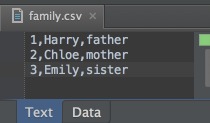 family.csv
1,Harry,father
2,Chloe,mother
3,Emily,sister
Text Data